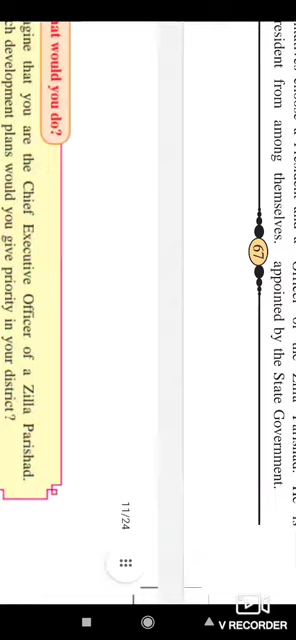 resident from among themselves. appointed by the State Government.
67
What would you do?
agine that you are the Chief Executive Officer of a Zilla Parishad.
ch development plans would you give priority in your district?
11/24
V RECORDER